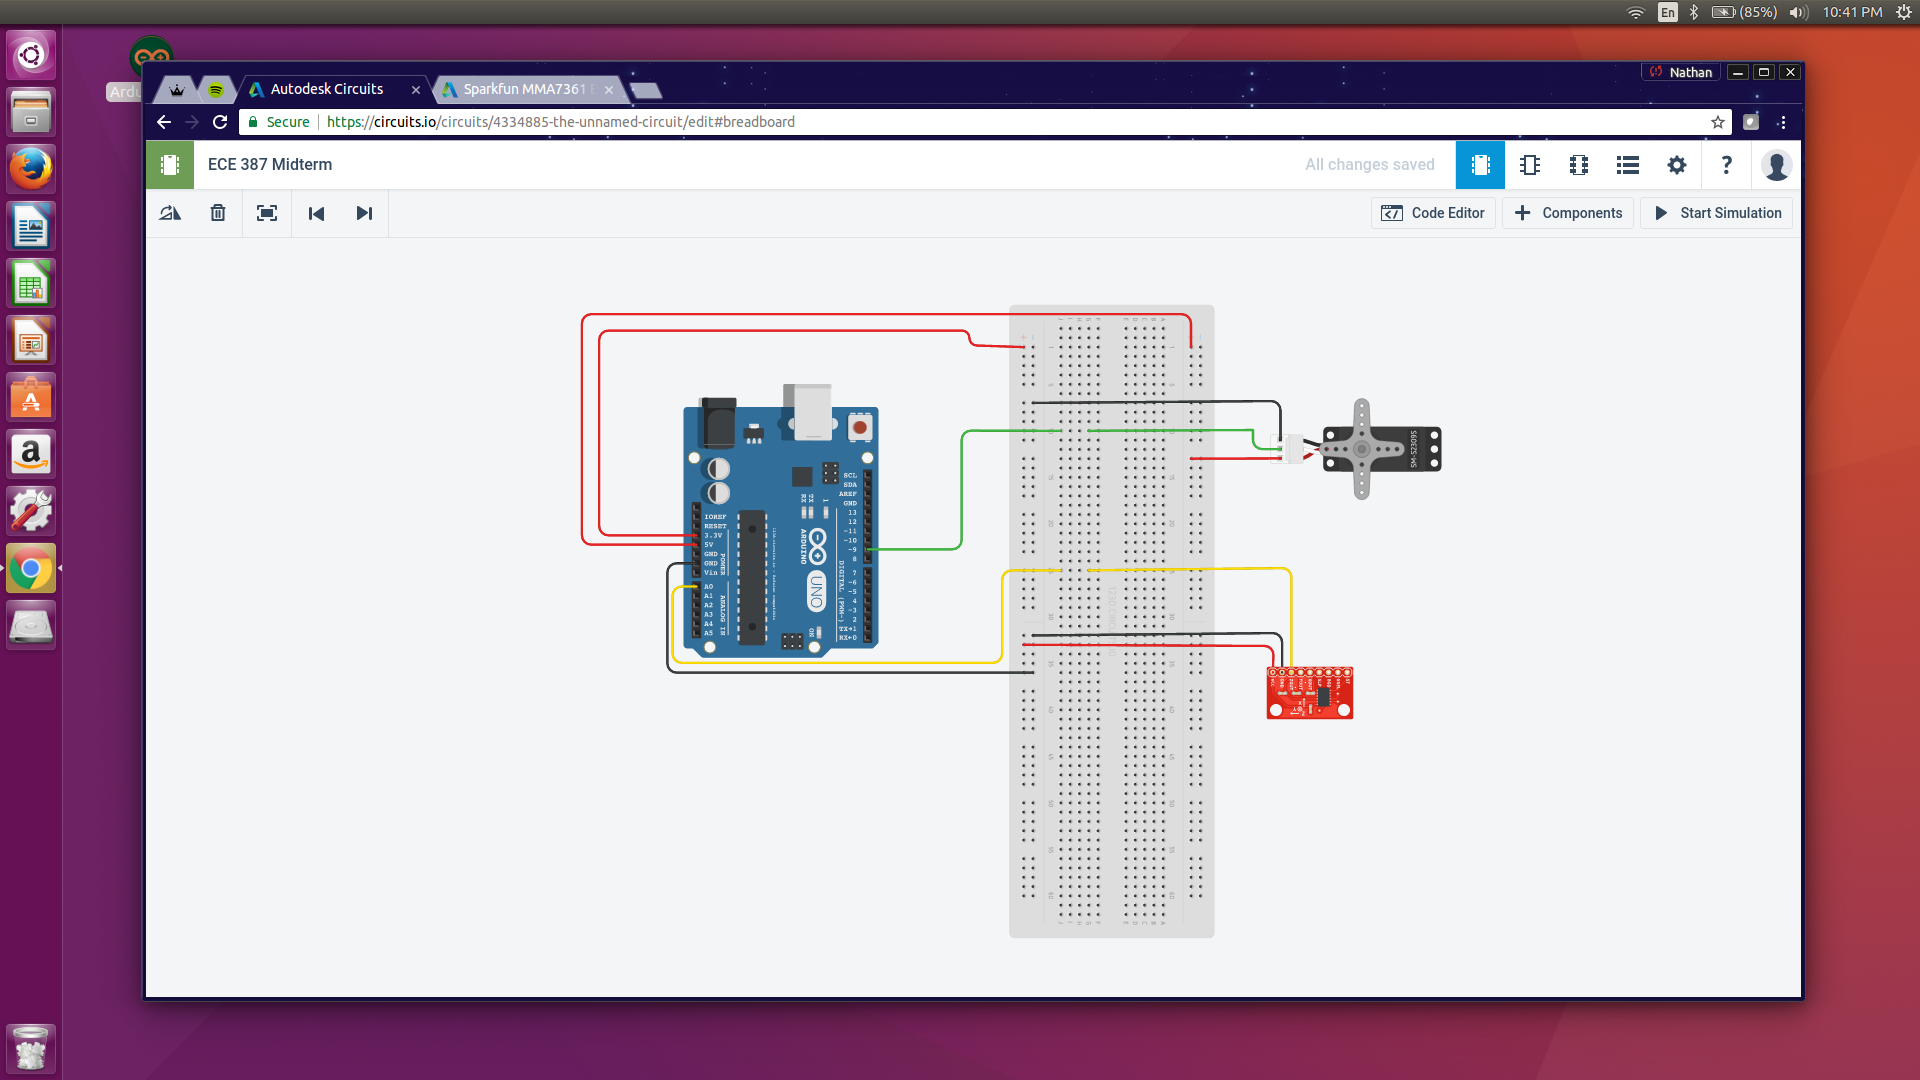 En
(85%)
10:41 PM
Nathan
Autodesk Circuits
Sparkfun MMA7361
Secure
https://circuits.io/circuits/4334885-the-unnamed-circuit/edit#breadboard
ECE 387 Midterm
All changes saved
Code Editor
Components
Start Simulation
SCL
SDA
AREF
GND
13
12
~11
~10
~9
8
7
~6
~5
4
~3
2
TX→1
RX←0
IOREF
RESET
3.3V
5V
GND
GND
Vin
A0
A1
A2
A3
A4
A5
POWER
ANALOG IN
DIGITAL (PWM~)
TX
RX
ARDUINO
UNO
ON
SM-S2309S